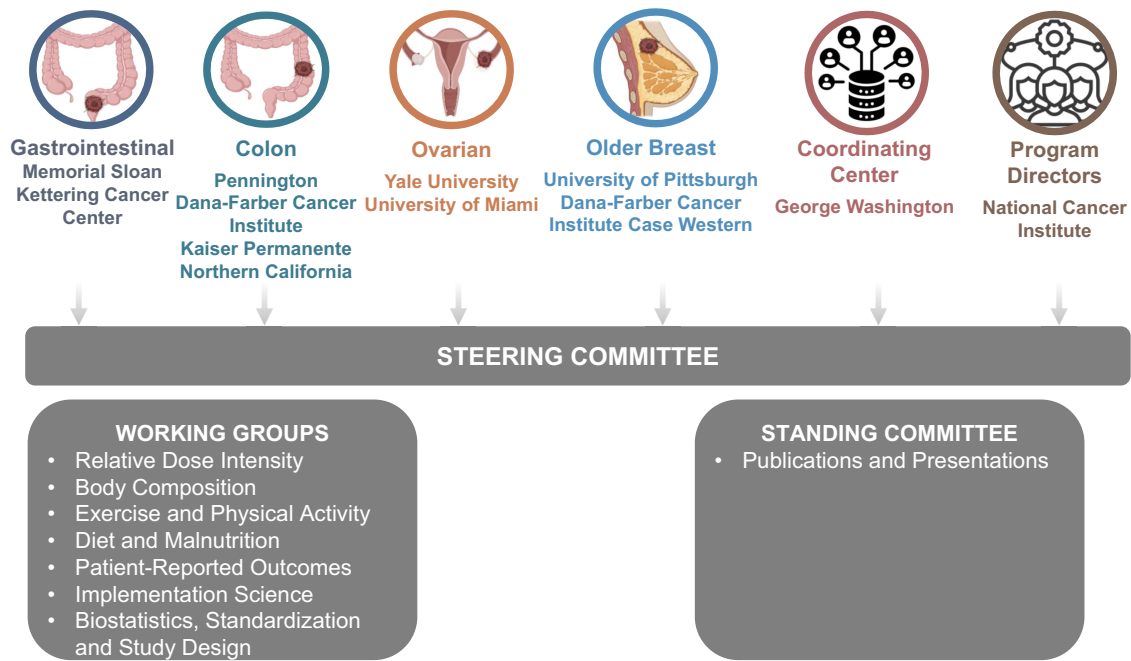 Gastrointestinal
Memorial Sloan
Kettering Cancer
Center
Colon
Pennington
Dana-Farber Cancer
Institute
Kaiser Permanente
Northern California
Ovarian
Yale University
University of Miami
Older Breast
University of Pittsburgh
Dana-Farber Cancer
Institute Case Western
Coordinating
Center
George Washington
Program
Directors
National Cancer
Institute
STEERING COMMITTEE
WORKING GROUPS
• Relative Dose Intensity
• Body Composition
• Exercise and Physical Activity
• Diet and Malnutrition
• Patient-Reported Outcomes
• Implementation Science
• Biostatistics, Standardization
and Study Design
STANDING COMMITTEE
• Publications and Presentations